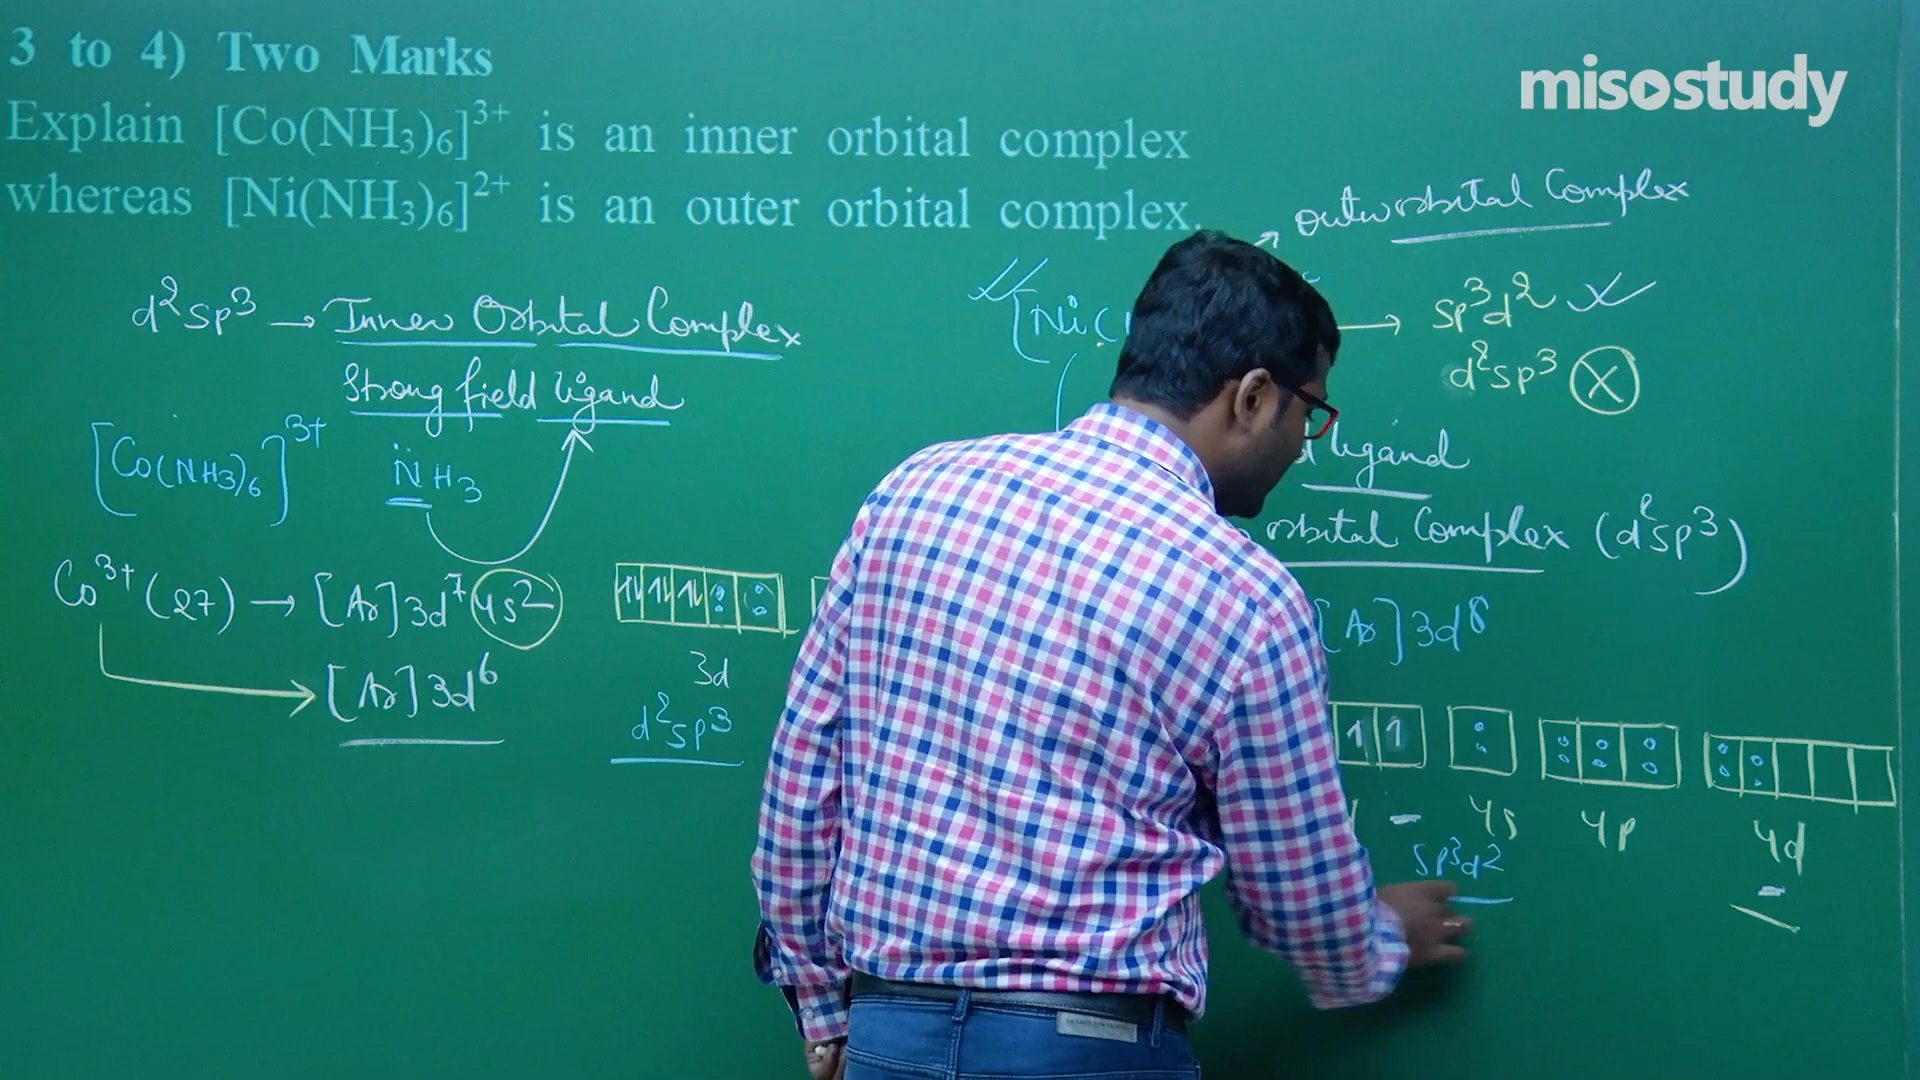 3 to 4) Two Marks
misostudy
Explain [Co(NH₃)₆]³⁺ is an inner orbital complex
whereas [Ni(NH₃)₆]²⁺ is an outer orbital complex.
→ outer orbital Complex
d²sp³ → Inner Orbital Complex
Strong field ligand
[Co(NH3)6]³⁺ NH3
Co³⁺ (27) → [Ar] 3d⁷ 4s²
[Ar] 3d⁶
3d
d²sp³
[Ni(
→ sp³d² ✓
d²sp³ X
ligand
orbital Complex (d²sp³)
[Ar] 3d⁸
4s 4p 4d
sp³d²